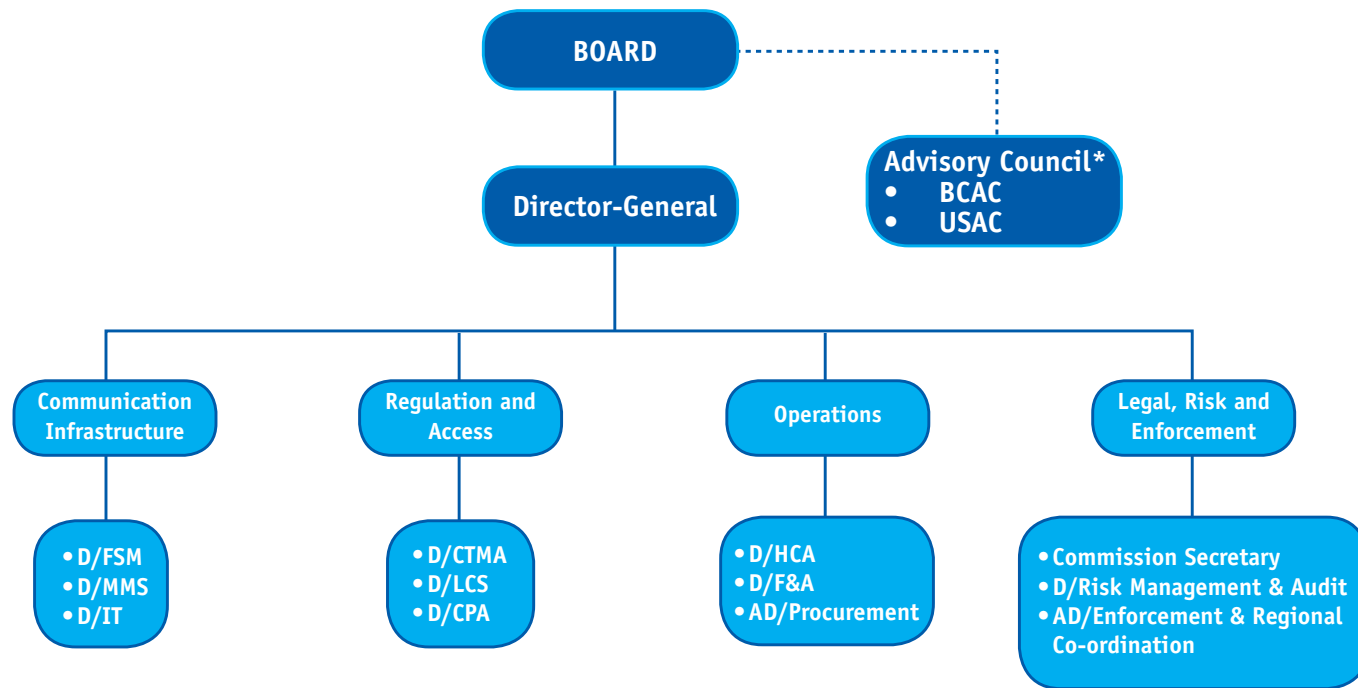 BOARD
Advisory Council*
• BCAC
• USAC
Director-General
Communication
Infrastructure
Regulation and
Access
Operations
Legal, Risk and
Enforcement
• D/FSM
• D/MMS
• D/IT
• D/CTMA
• D/LCS
• D/CPA
• D/HCA
• D/F&A
• AD/Procurement
• Commission Secretary
• D/Risk Management & Audit
• AD/Enforcement & Regional
Co-ordination